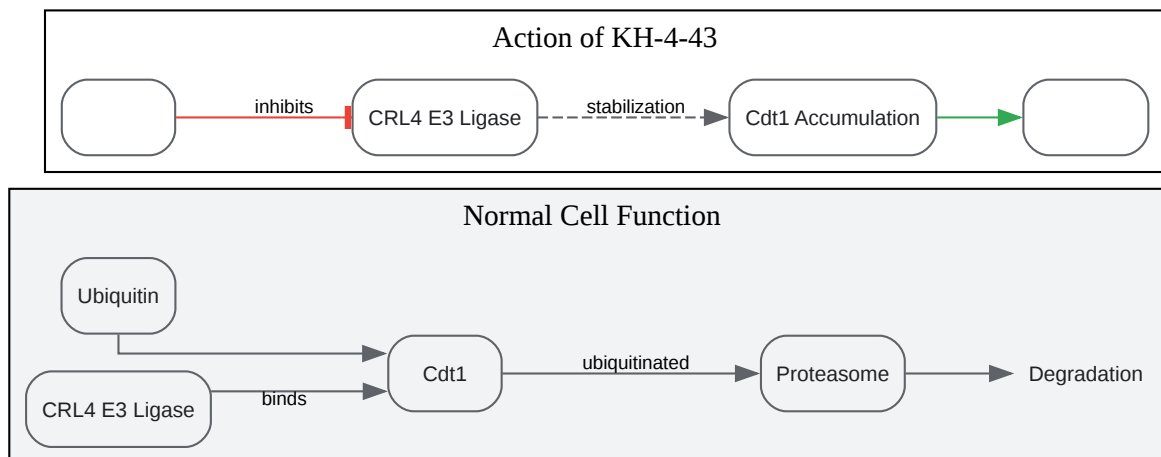 Action of KH-4-43
inhibits
CRL4 E3 Ligase
stabilization
Cdt1 Accumulation
Normal Cell Function
Ubiquitin
CRL4 E3 Ligase
binds
Cdt1
ubiquitinated
Proteasome
Degradation